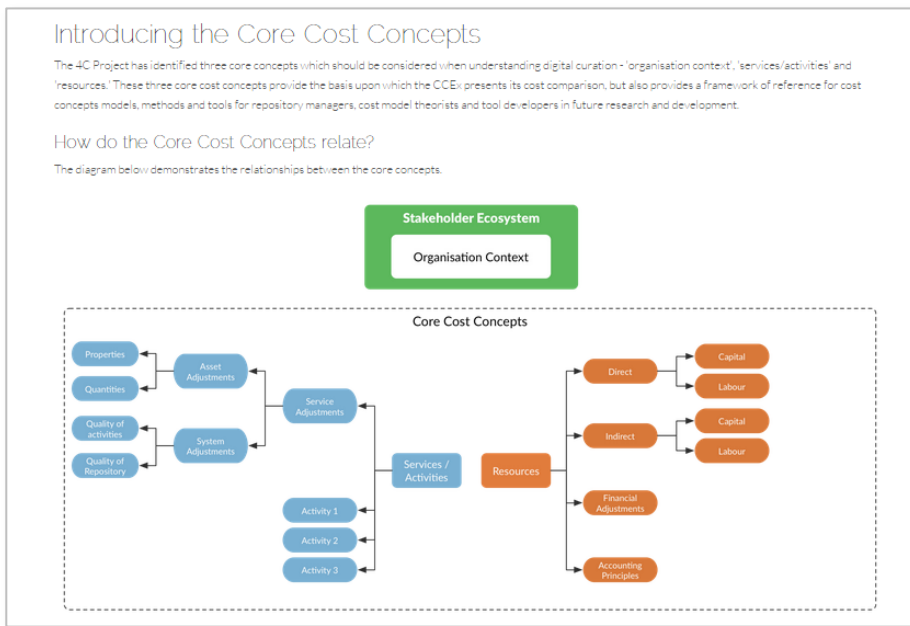 Introducing the Core Cost Concepts
The 4C Project has identified three core concepts which should be considered when understanding digital curation - 'organisation context', 'services/activities' and
'resources.' These three core cost concepts provide the basis upon which the CCEx presents its cost comparison, but also provides a framework of reference for cost
concepts models, methods and tools for repository managers, cost model theorists and tool developers in future research and development.
How do the Core Cost Concepts relate?
The diagram below demonstrates the relationships between the core concepts.
Stakeholder Ecosystem
Organisation Context
Core Cost Concepts
Properties
Quantities
Quality of
activities
Quality of
Repository
Asset
Adjustments
System
Adjustments
Service
Adjustments
Activity 1
Activity 2
Activity 3
Services /
Activities
Resources
Direct
Indirect
Financial
Adjustments
Accounting
Principles
Capital
Labour
Capital
Labour